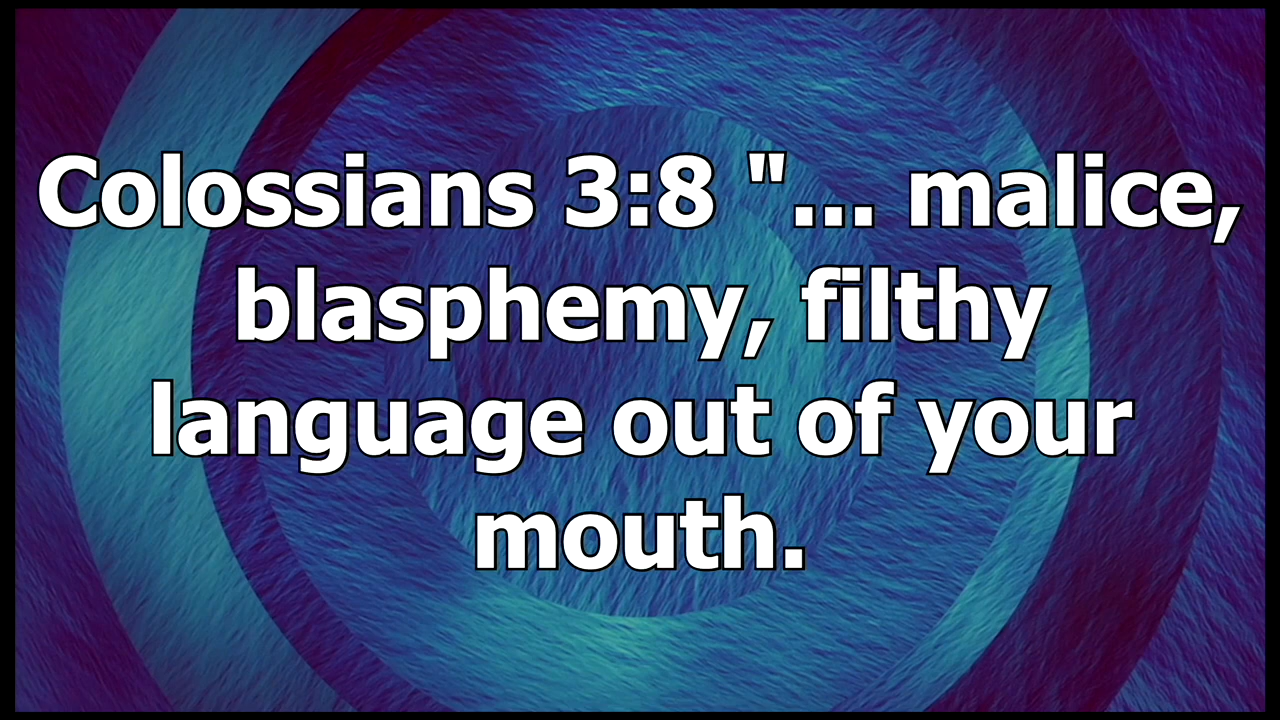 Colossians 3:8 "... malice,
blasphemy, filthy
language out of your
mouth.